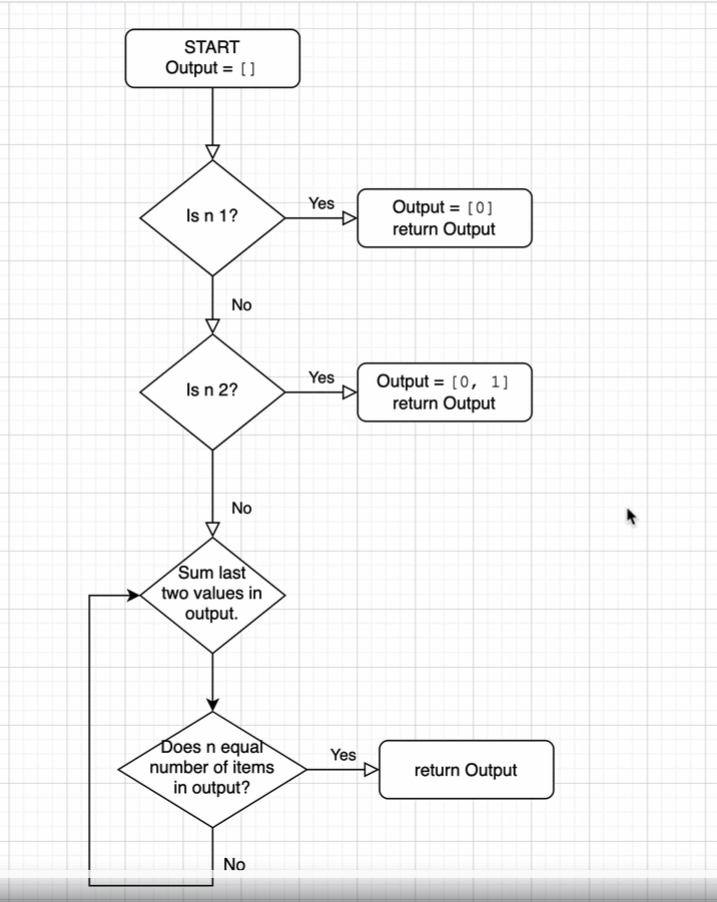 START
Output = []
Is n 1?
Yes
Output = [0]
return Output
No
Is n 2?
Yes
Output = [0, 1]
return Output
No
Sum last
two values in
output.
Does n equal
number of items
in output?
Yes
return Output
No